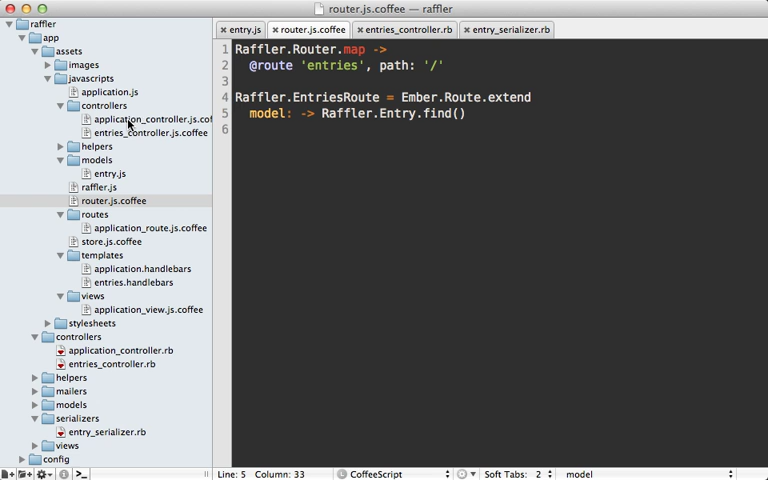 router.js.coffee — raffler
raffler
app
assets
images
javascripts
application.js
controllers
application_controller.js.cof
entries_controller.js.coffee
helpers
models
entry.js
raffler.js
router.js.coffee
routes
application_route.js.coffee
store.js.coffee
templates
application.handlebars
entries.handlebars
views
application_view.js.coffee
stylesheets
controllers
application_controller.rb
entries_controller.rb
helpers
mailers
models
serializers
entry_serializer.rb
views
config
entry.js
router.js.coffee
entries_controller.rb
entry_serializer.rb
1 Raffler.Router.map ->
2 @route 'entries', path: '/'
3
4 Raffler.EntriesRoute = Ember.Route.extend
5 model: -> Raffler.Entry.find()
6
Line: 5 Column: 33 CoffeeScript Soft Tabs: 2 model